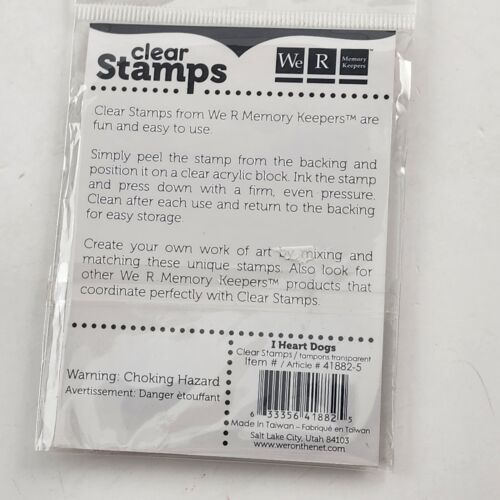 clear
Stamps
We R Memory
Keepers
Clear Stamps from We R Memory Keepers™ are
fun and easy to use.
Simply peel the stamp from the backing and
position it on a clear acrylic block. Ink the stamp
and press down with a firm, even pressure.
Clean after each use and return to the backing
for easy storage.
Create your own work of art by mixing and
matching these unique stamps. Also look for
other We R Memory Keepers™ products that
coordinate perfectly with Clear Stamps.
Warning: Choking Hazard
Avertissement: Danger ètouffant
I Heart Dogs
Clear Stamps / tampons transparent
Item # / Article # 41882-5
6 33356 41882 5
Made in Taiwan - Fabriqué en Taïwan
Salt Lake City, Utah 84103
www.weronthenet.com